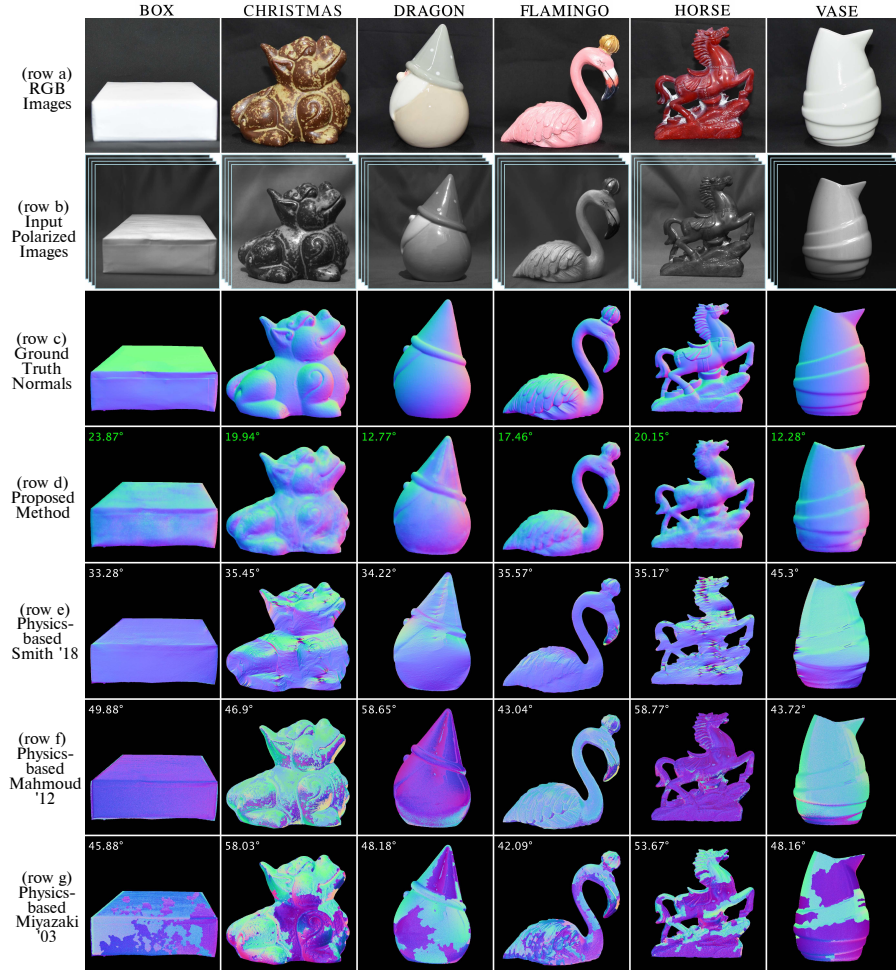 BOX CHRISTMAS DRAGON FLAMINGO HORSE VASE
(row a)
RGB
Images
(row b)
Input
Polarized
Images
(row c)
Ground
Truth
Normals
23.87° 19.94° 12.77° 17.46° 20.15° 12.28°
(row d)
Proposed
Method
33.28° 35.45° 34.22° 35.57° 35.17° 45.3°
(row e)
Physics-
based
Smith '18
49.88° 46.9° 58.65° 43.04° 58.77° 43.72°
(row f)
Physics-
based
Mahmoud
'12
45.88° 58.03° 48.18° 42.09° 53.67° 48.16°
(row g)
Physics-
based
Miyazaki
'03